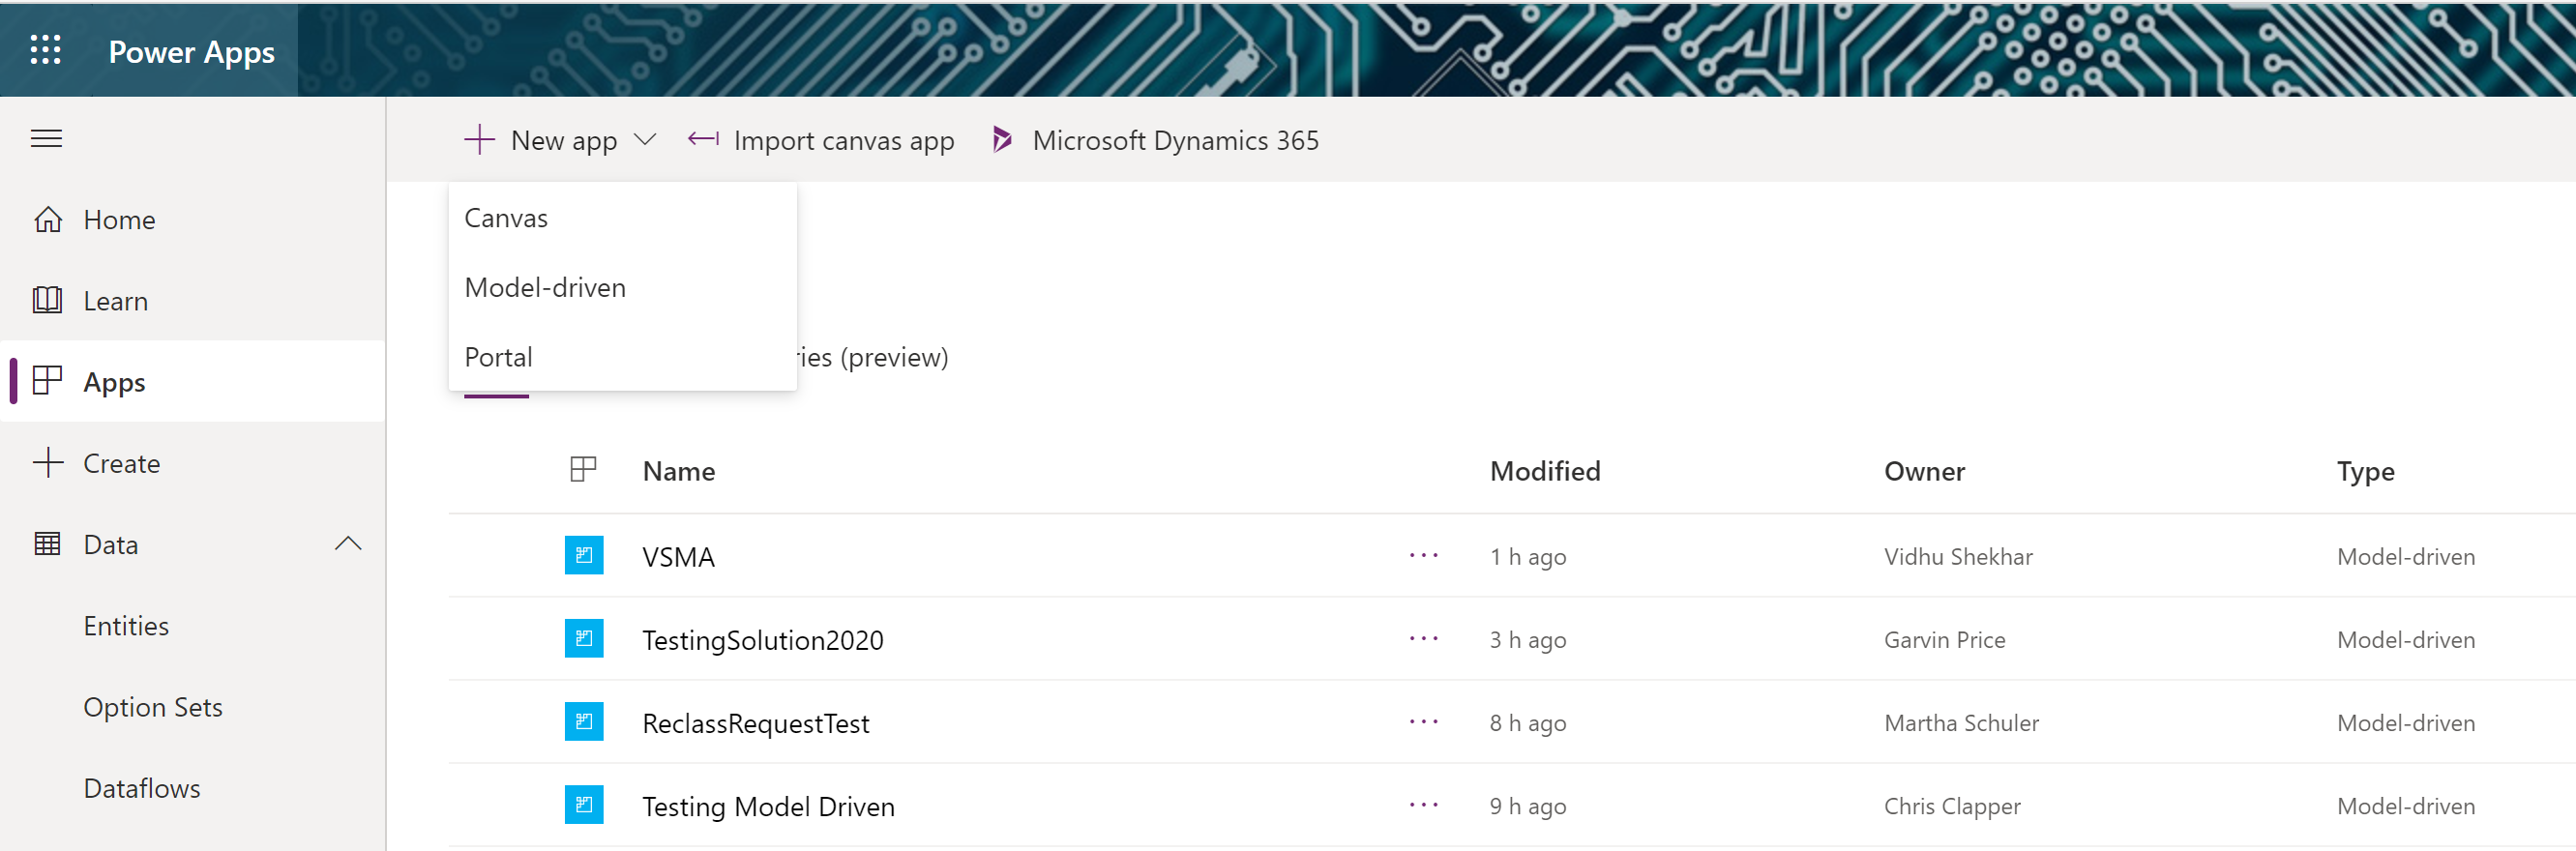 Power Apps
New app
Import canvas app
Microsoft Dynamics 365
Home
Learn
Apps
Create
Data
Entities
Option Sets
Dataflows
Canvas
Model-driven
Portal
(preview)
Name Modified Owner Type
VSMA ... 1 h ago Vidhu Shekhar Model-driven
TestingSolution2020 ... 3 h ago Garvin Price Model-driven
ReclassRequestTest ... 8 h ago Martha Schuler Model-driven
Testing Model Driven ... 9 h ago Chris Clapper Model-driven